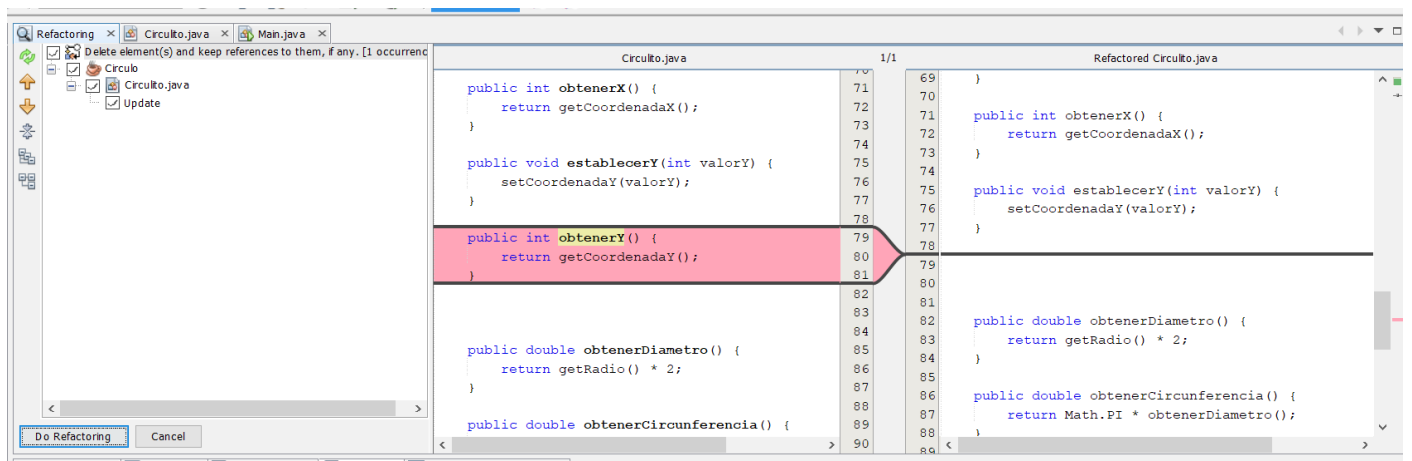 Refactoring × Circulito.java × Main.java ×
Delete element(s) and keep references to them, if any. [1 occurrenc
Circulo
Circulito.java
Update
Do Refactoring Cancel
Circulito.java 1/1 Refactored Circulito.java
71 public int obtenerX() {
72 return getCoordenadaX();
73 }
74
75 public void establecerY(int valorY) {
76 setCoordenadaY(valorY);
77 }
78
79 public int obtenerY() {
80 return getCoordenadaY();
81 }
82
83
84
85 public double obtenerDiametro() {
86 return getRadio() * 2;
87 }
88
89 public double obtenerCircunferencia() {
90
69 }
70
71 public int obtenerX() {
72 return getCoordenadaX();
73 }
74
75 public void establecerY(int valorY) {
76 setCoordenadaY(valorY);
77 }
78
79
80
81
82 public double obtenerDiametro() {
83 return getRadio() * 2;
84 }
85
86 public double obtenerCircunferencia() {
87 return Math.PI * obtenerDiametro();
88 }
89